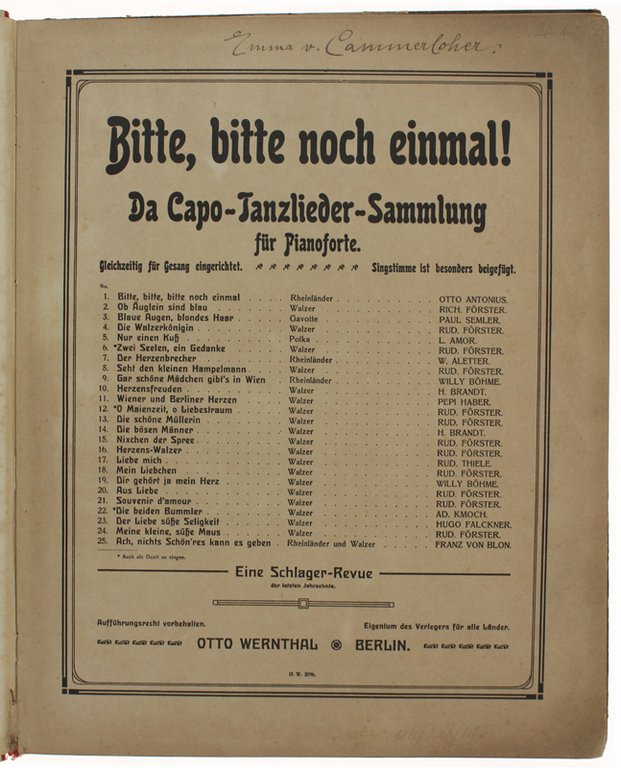 Emma v. Cammerloher.
Bitte, bitte noch einmal!
Da Capo-Tanzlieder-Sammlung
für Pianoforte.
Gleichzeitig für Gesang eingerichtet. Singstimme ist besonders beigefügt.
No.
1. Bitte, bitte, bitte noch einmal . . . . Rheinländer . . . . OTTO ANTONIUS.
2. Ob Äuglein sind blau . . . . Walzer . . . . RICH. FÖRSTER.
3. Blaue Augen, blondes Haar . . . . Gavotte . . . . PAUL SEMLER.
4. Die Walzerkönigin . . . . Walzer . . . . RUD. FÖRSTER.
5. Nur einen Kuß . . . . Polka . . . . L. AMOR.
6. *Zwei Seelen, ein Gedanke . . . . Walzer . . . . RUD. FÖRSTER.
7. Der Herzenbrecher . . . . Rheinländer . . . . W. ALETTER.
8. Seht den kleinen Hampelmann . . . . Walzer . . . . RUD. FÖRSTER.
9. Gar schöne Mädchen gibt's in Wien Rheinländer . . . . WILLY BÖHME.
10. Herzensfreuden . . . . Walzer . . . . H. BRANDT.
11. Wiener und Berliner Herzen Walzer . . . . PEPI HABER.
12. *O Maienzeit, o Liebestraum . . . . Walzer . . . . RUD. FÖRSTER.
13. Die schöne Müllerin . . . . Walzer . . . . RUD. FÖRSTER.
14. Die bösen Männer . . . . Walzer . . . . H. BRANDT.
15. Nixchen der Spree . . . . Walzer . . . . RUD. FÖRSTER.
16. Herzens-Walzer . . . . Walzer . . . . RUD. FÖRSTER.
17. Liebe mich . . . . Walzer . . . . RUD. THIELE.
18. Mein Liebchen . . . . Walzer . . . . RUD. FÖRSTER.
19. Dir gehört ja mein Herz . . . . Walzer . . . . WILLY BÖHME.
20. Aus Liebe . . . . Walzer . . . . RUD. FÖRSTER.
21. Souvenir d'amour . . . . Walzer . . . . RUD. FÖRSTER.
22. *Die beiden Bummler . . . . Walzer . . . . AD. KMOCH.
23. Der Liebe süße Seligkeit . . . . Walzer . . . . HUGO FALCKNER.
24. Meine kleine, süße Maus . . . . Walzer . . . . RUD. FÖRSTER.
25. Ach, nichts Schön'res kann es geben . Rheinländer und Walzer . . . . FRANZ VON BLON.
* Auch als Duett zu singen.
Eine Schlager-Revue
der letzten Jahrzehnte.
Aufführungsrecht vorbehalten. Eigentum des Verlegers für alle Länder.
OTTO WERNTHAL BERLIN.
O. W. 2016.